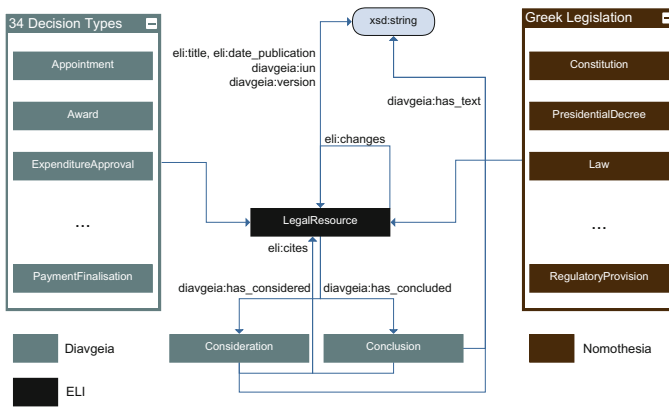 34 Decision Types
Appointment
Award
ExpenditureApproval
...
PaymentFinalisation
xsd:string
eli:title, eli:date_publication
diavgeia:iun
diavgeia:version
diavgeia:has_text
eli:changes
LegalResource
eli:cites
diavgeia:has_considered
diavgeia:has_concluded
Consideration
Conclusion
Greek Legislation
Constitution
PresidentialDecree
Law
...
RegulatoryProvision
Diavgeia
ELI
Nomothesia